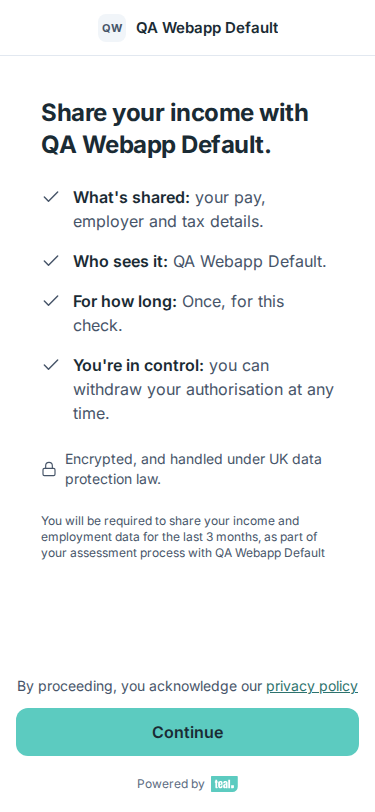 QW QA Webapp Default
Share your income with
QA Webapp Default.
What's shared: your pay,
employer and tax details.
Who sees it: QA Webapp Default.
For how long: Once, for this
check.
You're in control: you can
withdraw your authorisation at any
time.
Encrypted, and handled under UK data
protection law.
You will be required to share your income and
employment data for the last 3 months, as part of
your assessment process with QA Webapp Default
By proceeding, you acknowledge our privacy policy
Continue
Powered by teal.